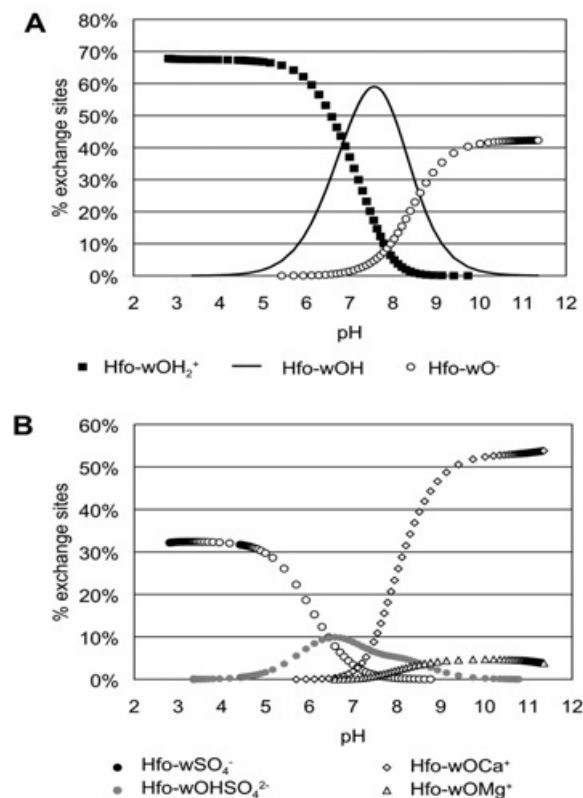 A
80%
70%
60%
50%
40%
30%
20%
10%
0%
% exchange sites
2 3 4 5 6 7 8 9 10 11 12
pH
Hfo-wOH₂⁺ Hfo-wOH Hfo-wO⁻
B
60%
50%
40%
30%
20%
10%
0%
% exchange sites
2 3 4 5 6 7 8 9 10 11 12
pH
Hfo-wSO₄⁻ Hfo-wOCa⁺
Hfo-wOHSO₄²⁻ Hfo-wOMg⁺